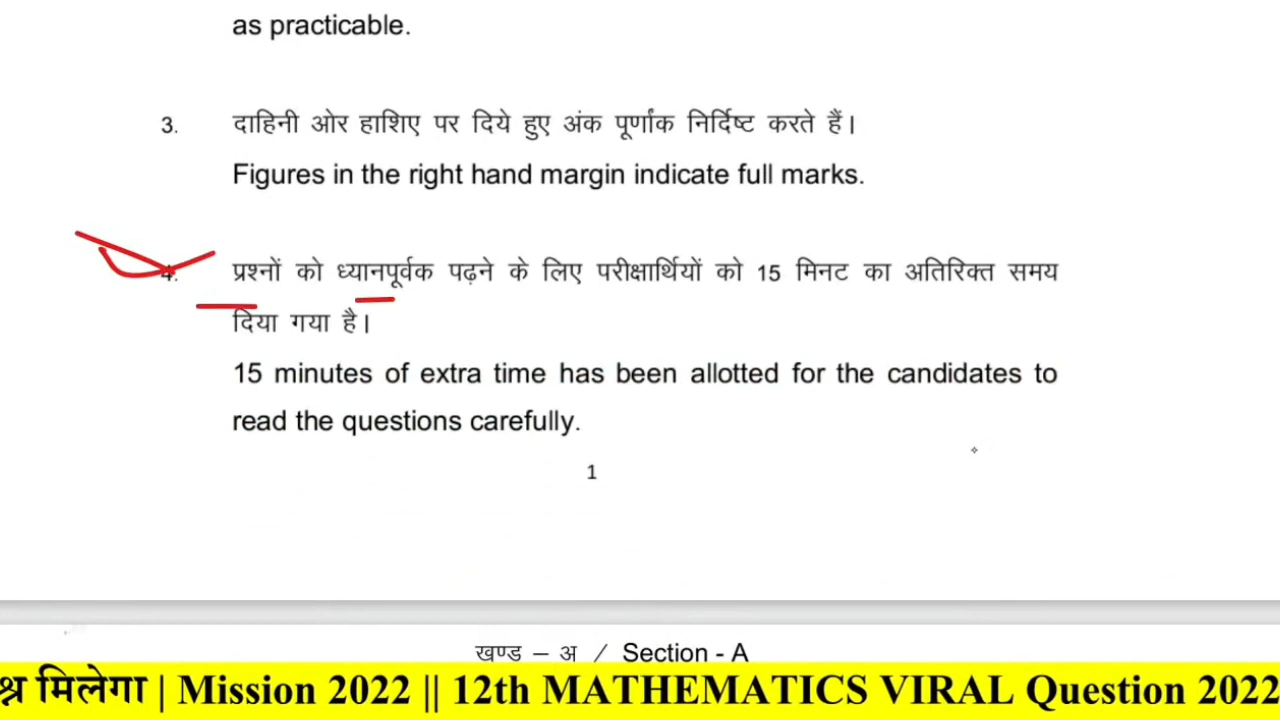 as practicable.
3. दाहिनी ओर हाशिए पर दिये हुए अंक पूर्णांक निर्दिष्ट करते हैं।
Figures in the right hand margin indicate full marks.
4. प्रश्नों को ध्यानपूर्वक पढ़ने के लिए परीक्षार्थियों को 15 मिनट का अतिरिक्त समय
दिया गया है।
15 minutes of extra time has been allotted for the candidates to
read the questions carefully.
1
खण्ड – अ / Section - A
मिलेगा | Mission 2022 || 12th MATHEMATICS VIRAL Question 2022